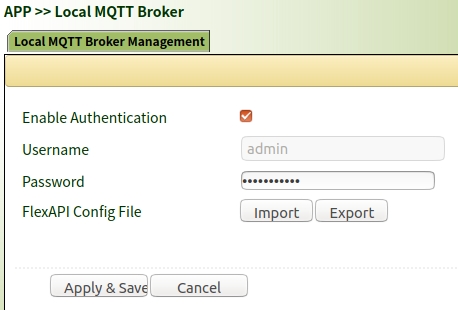 APP >> Local MQTT Broker
Local MQTT Broker Management
Enable Authentication
Username admin
Password •••••••••••
FlexAPI Config File Import Export
Apply & Save Cancel